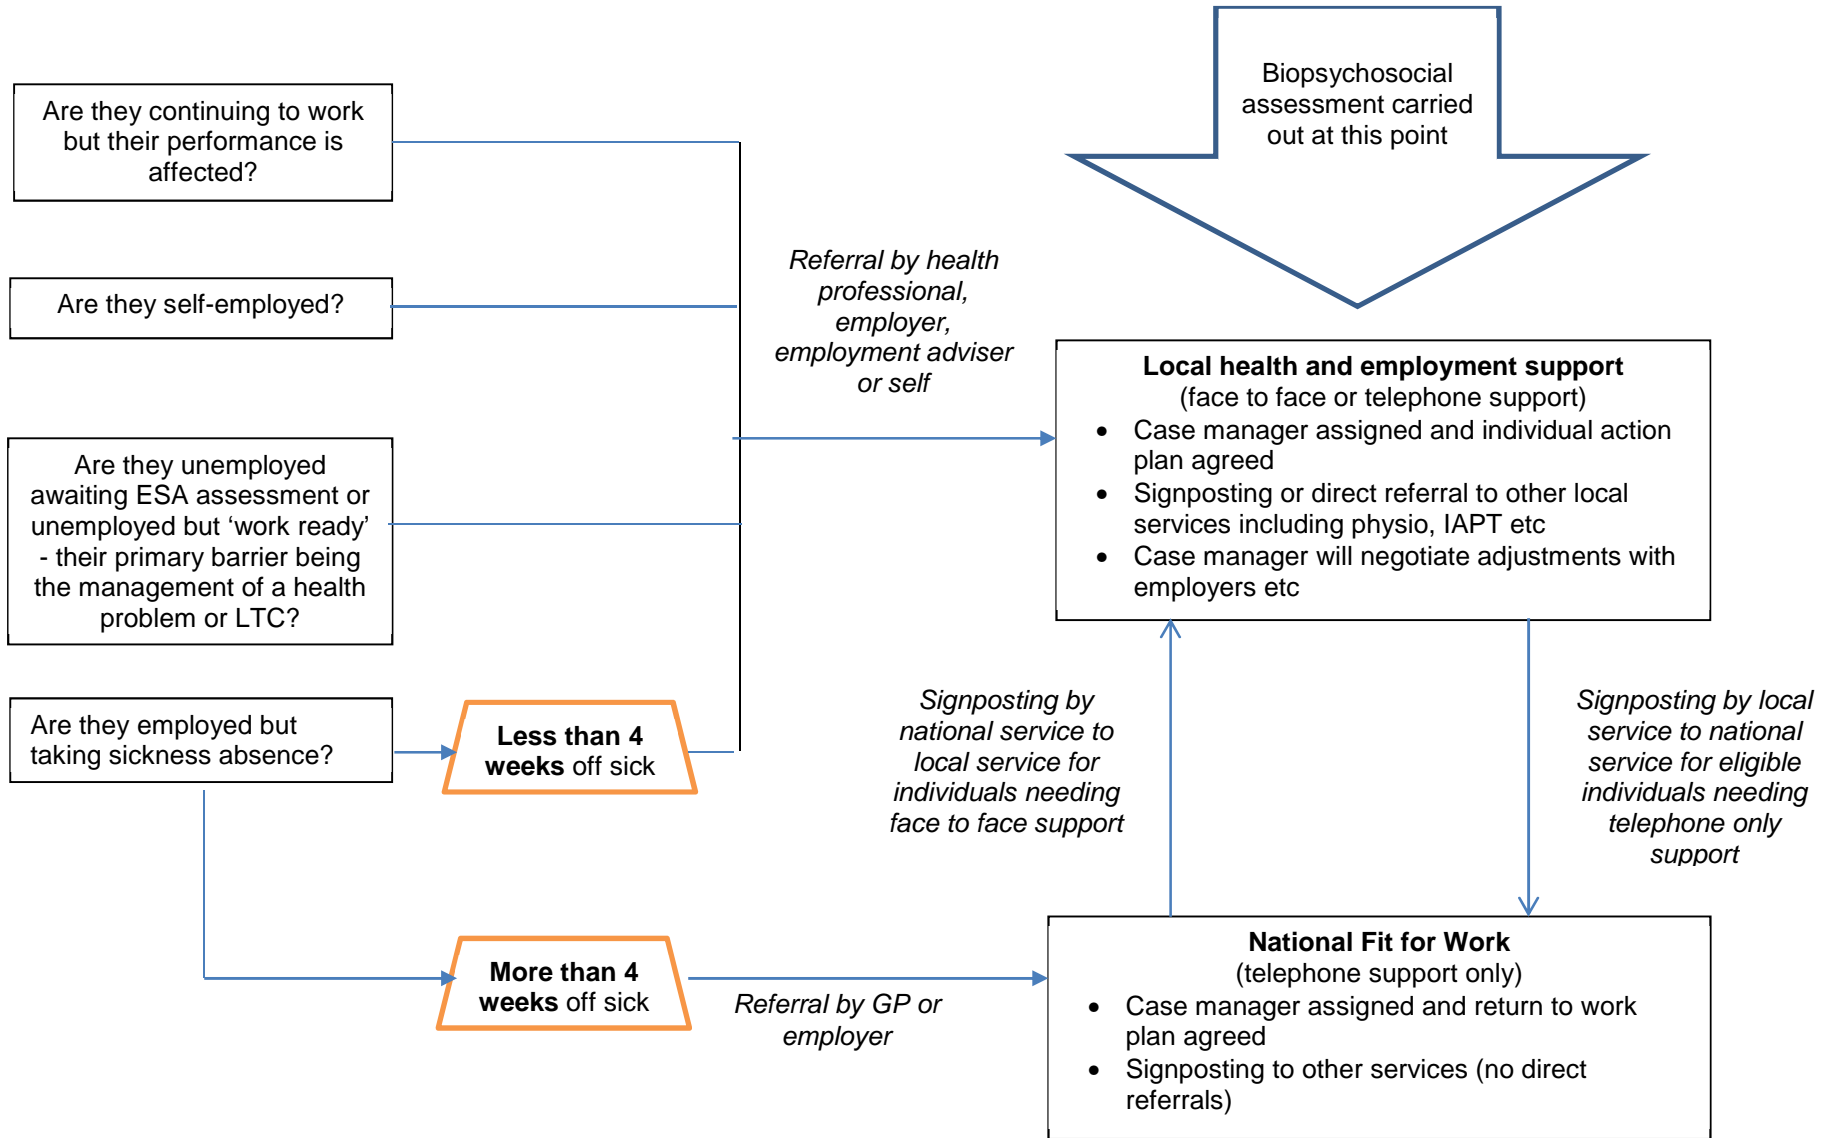 Biopsychosocial
assessment carried
out at this point
Are they continuing to work
but their performance is
affected?
Are they self-employed?
Are they unemployed
awaiting ESA assessment or
unemployed but ‘work ready’
- their primary barrier being
the management of a health
problem or LTC?
Are they employed but
taking sickness absence?
Less than 4
weeks off sick
More than 4
weeks off sick
Referral by health
professional,
employer,
employment adviser
or self
Referral by GP or
employer
Local health and employment support
(face to face or telephone support)
• Case manager assigned and individual action
plan agreed
• Signposting or direct referral to other local
services including physio, IAPT etc
• Case manager will negotiate adjustments with
employers etc
Signposting by
national service to
local service for
individuals needing
face to face support
Signposting by local
service to national
service for eligible
individuals needing
telephone only
support
National Fit for Work
(telephone support only)
• Case manager assigned and return to work
plan agreed
• Signposting to other services (no direct
referrals)